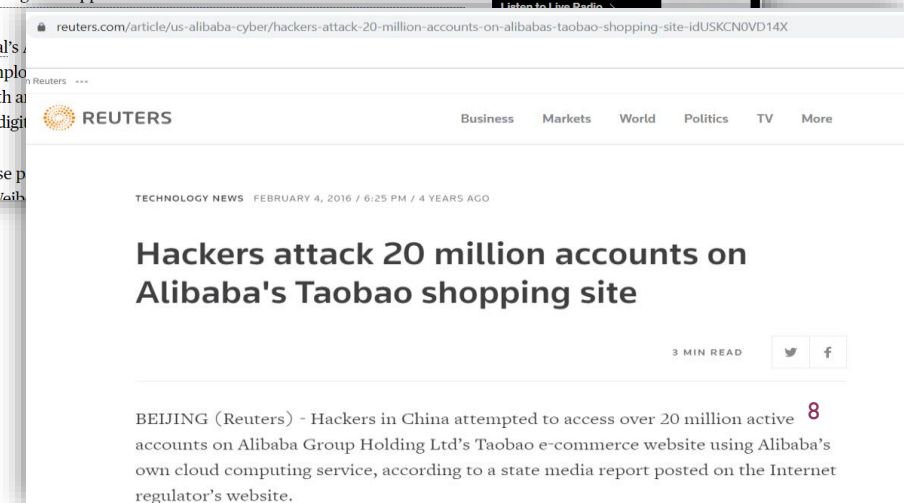 Listen to Live Radio >
reuters.com/article/us-alibaba-cyber/hackers-attack-20-million-accounts-on-alibabas-taobao-shopping-site-idUSKCN0VD14X
Reuters
REUTERS
Business Markets World Politics TV More
TECHNOLOGY NEWS FEBRUARY 4, 2016 / 6:25 PM / 4 YEARS AGO
Hackers attack 20 million accounts on
Alibaba's Taobao shopping site
3 MIN READ
BEIJING (Reuters) - Hackers in China attempted to access over 20 million active 8
accounts on Alibaba Group Holding Ltd’s Taobao e-commerce website using Alibaba’s
own cloud computing service, according to a state media report posted on the Internet
regulator’s website.